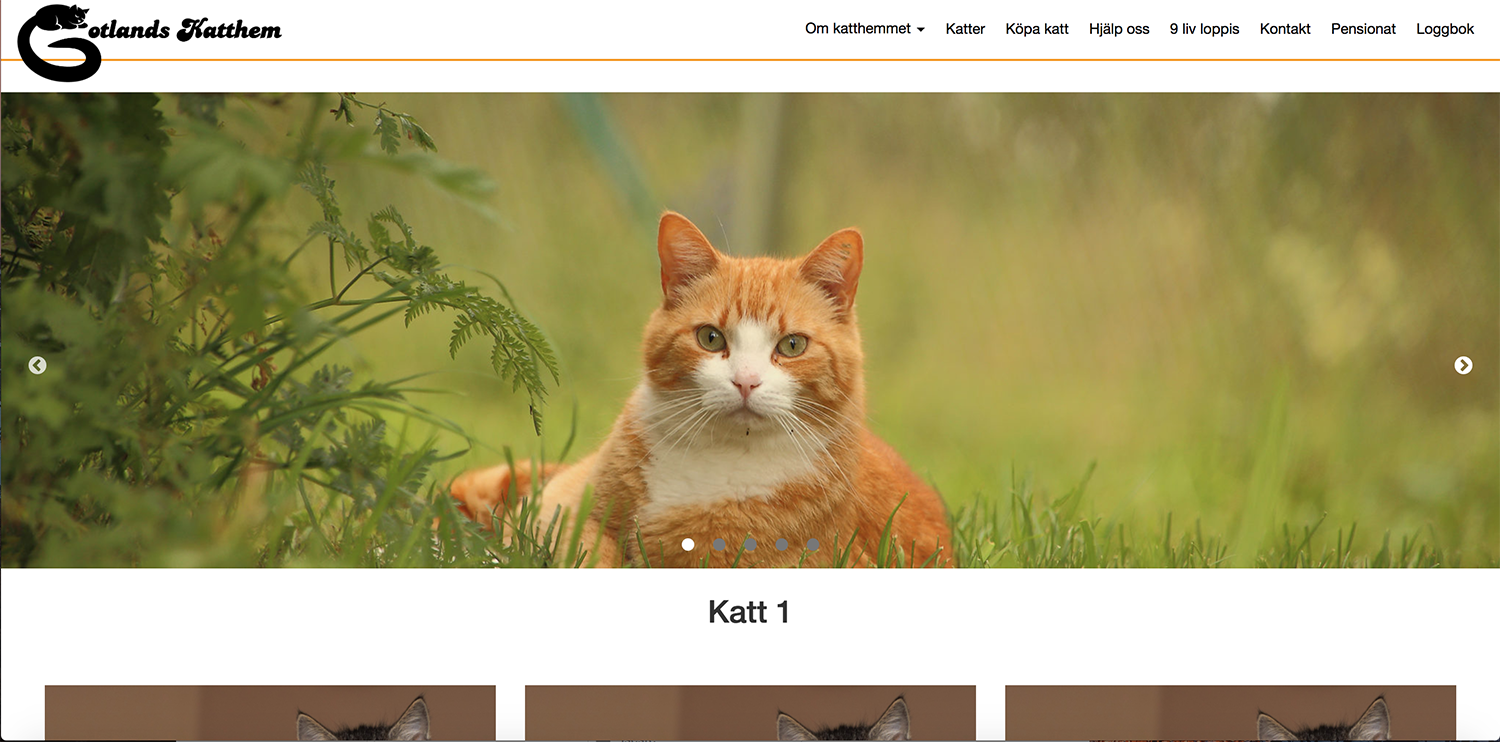 Gotlands Katthem
Om katthemmet
Katter
Köpa katt
Hjälp oss
9 liv loppis
Kontakt
Pensionat
Loggbok
Katt 1